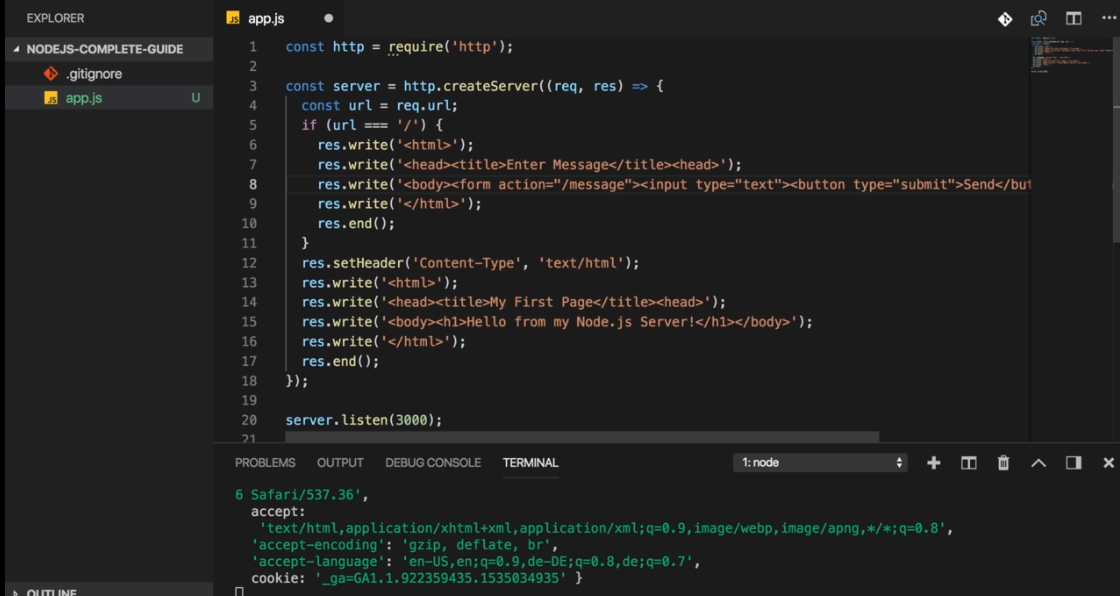 EXPLORER
NODEJS-COMPLETE-GUIDE
.gitignore
JS app.js U
JS app.js
1 const http = require('http');
2
3 const server = http.createServer((req, res) => {
4 const url = req.url;
5 if (url === '/') {
6 res.write('<html>');
7 res.write('<head><title>Enter Message</title><head>');
8 res.write('<body><form action="/message"><input type="text"><button type="submit">Send</but
9 res.write('</html>');
10 res.end();
11 }
12 res.setHeader('Content-Type', 'text/html');
13 res.write('<html>');
14 res.write('<head><title>My First Page</title><head>');
15 res.write('<body><h1>Hello from my Node.js Server!</h1></body>');
16 res.write('</html>');
17 res.end();
18 });
19
20 server.listen(3000);
21
PROBLEMS OUTPUT DEBUG CONSOLE TERMINAL 1: node
6 Safari/537.36',
accept:
'text/html,application/xhtml+xml,application/xml;q=0.9,image/webp,image/apng,*/*;q=0.8',
'accept-encoding': 'gzip, deflate, br',
'accept-language': 'en-US,en;q=0.9,de-DE;q=0.8,de;q=0.7',
cookie: '_ga=GA1.1.922359435.1535034935' }
OUTLINE